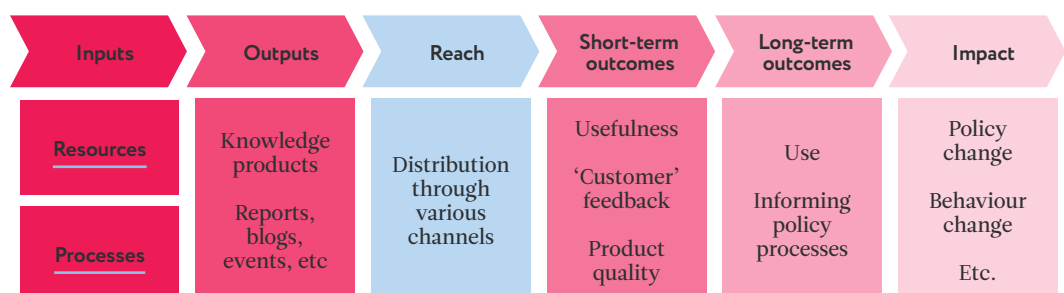 Inputs
Outputs
Reach
Short-term
outcomes
Long-term
outcomes
Impact
Resources
Processes
Knowledge
products
Reports,
blogs,
events, etc
Distribution
through
various
channels
Usefulness
‘Customer’
feedback
Product
quality
Use
Informing
policy
processes
Policy
change
Behaviour
change
Etc.